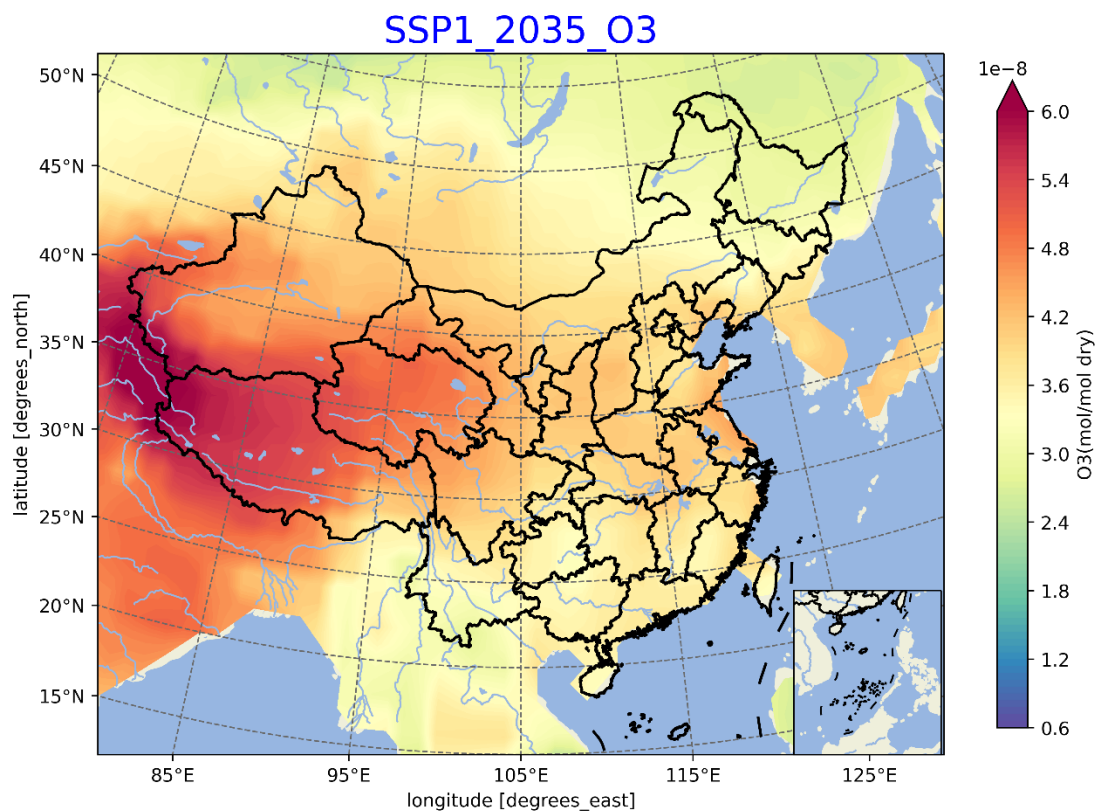 SSP1_2035_O3
1e−8
50°N
45°N
40°N
35°N
30°N
25°N
20°N
15°N
latitude [degrees_north]
85°E
95°E
105°E
115°E
125°E
longitude [degrees_east]
6.0
5.4
4.8
4.2
3.6
3.0
2.4
1.8
1.2
0.6
O3(mol/mol dry)